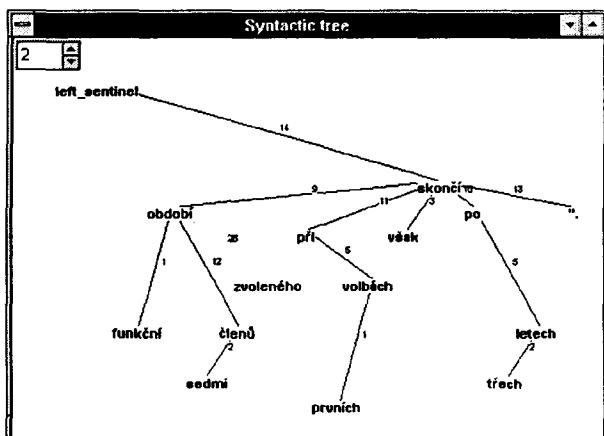 Syntactic tree
2
left_sentinel
14
9 skončí 10 13
období 11 3 po ".
26 při však
1 12 6 5
zvoleného volbách
funkční členů 1 letech
2 2
sedmi třech
prvních